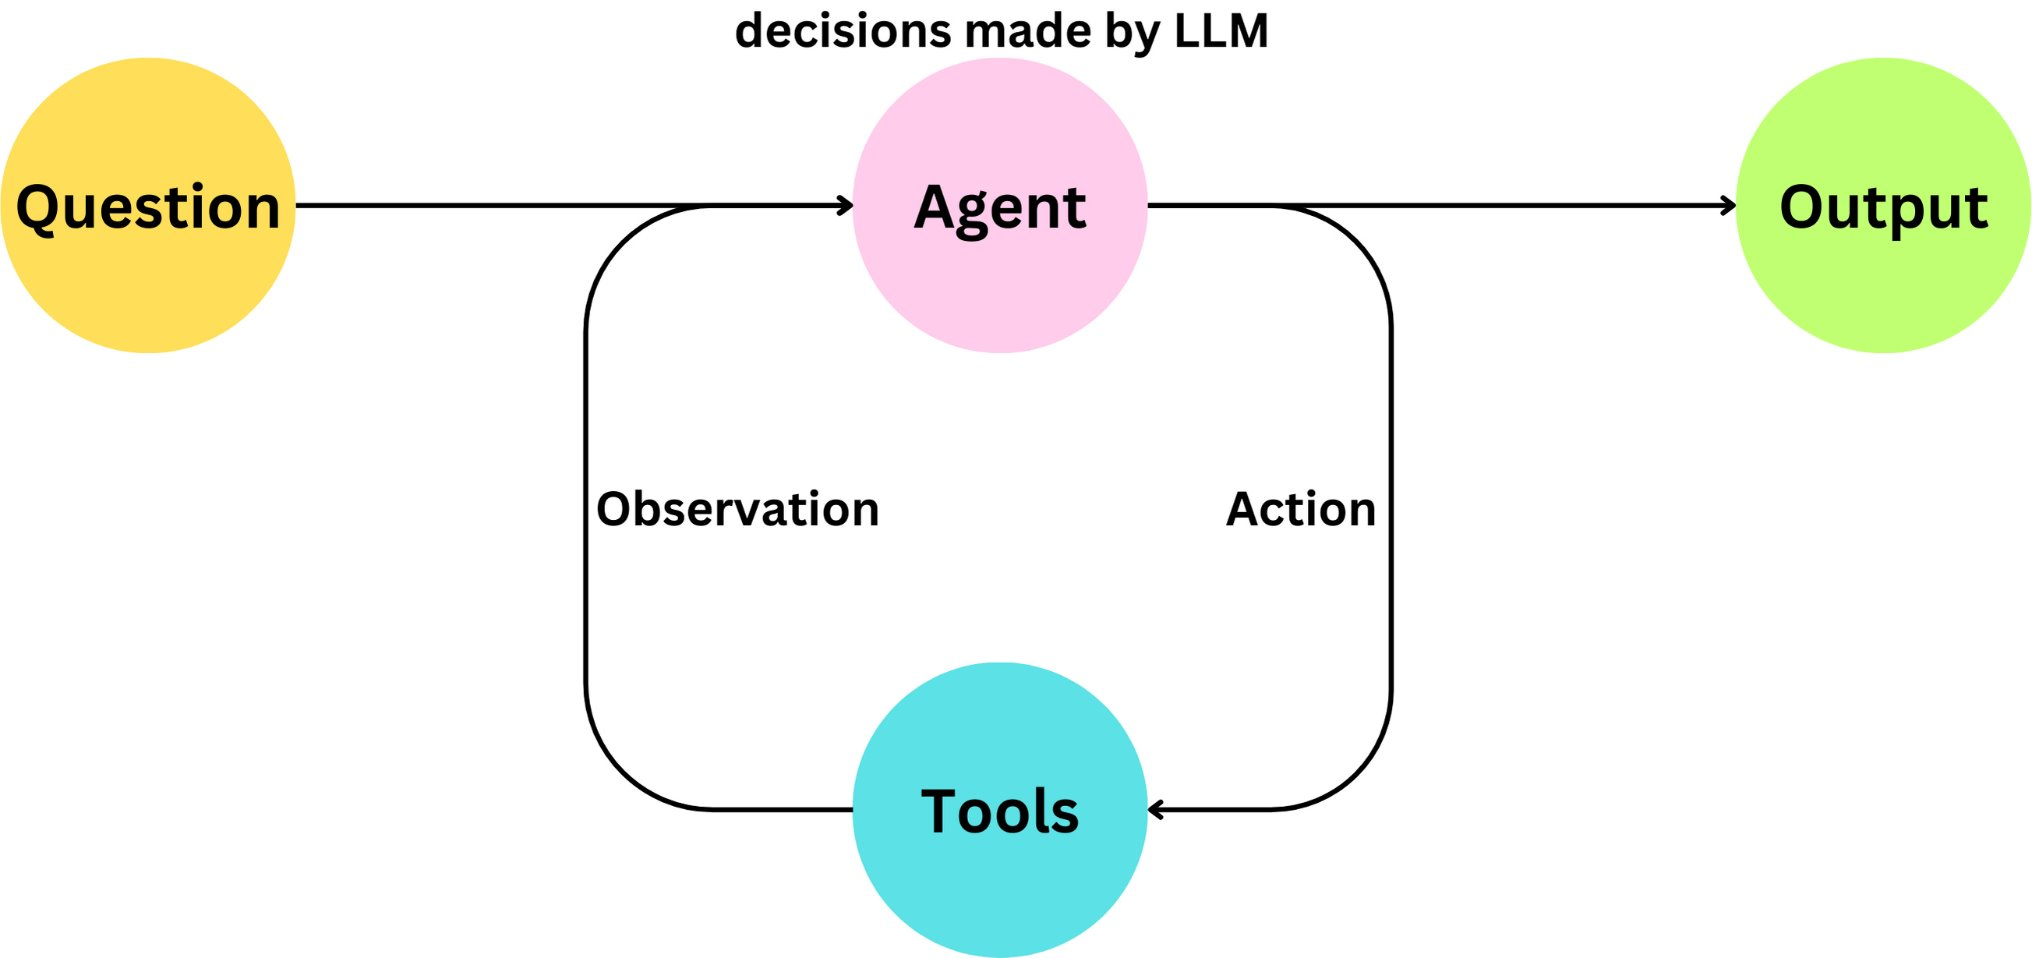 decisions made by LLM
Question
Agent
Output
Observation
Action
Tools